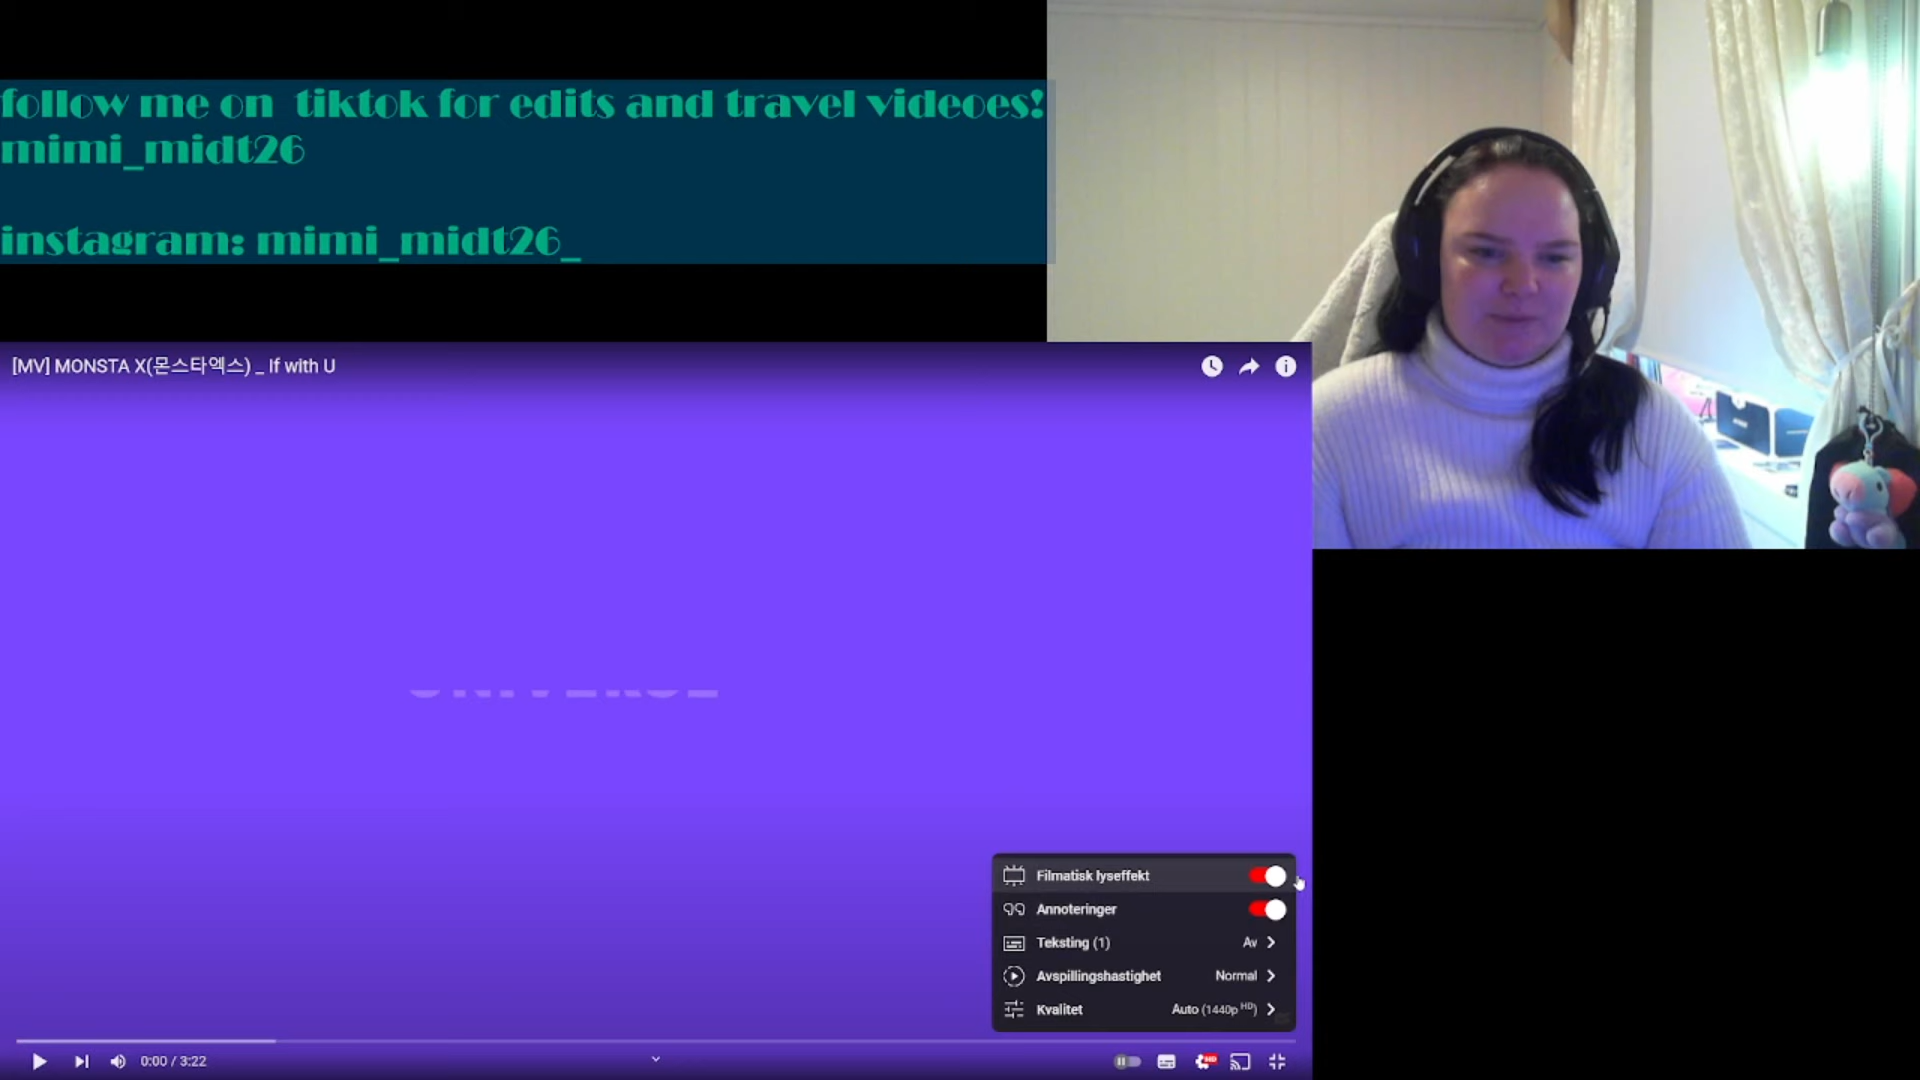 follow me on tiktok for edits and travel videoes!
mimi_midt26
instagram: mimi_midt26_
[MV] MONSTA X(몬스타엑스) _ If with U
Filmatisk lyseffekt
Annoteringer
Teksting (1) Av
Avspillingshastighet Normal
Kvalitet Auto (1440p HD)
0:00 / 3:22
HD